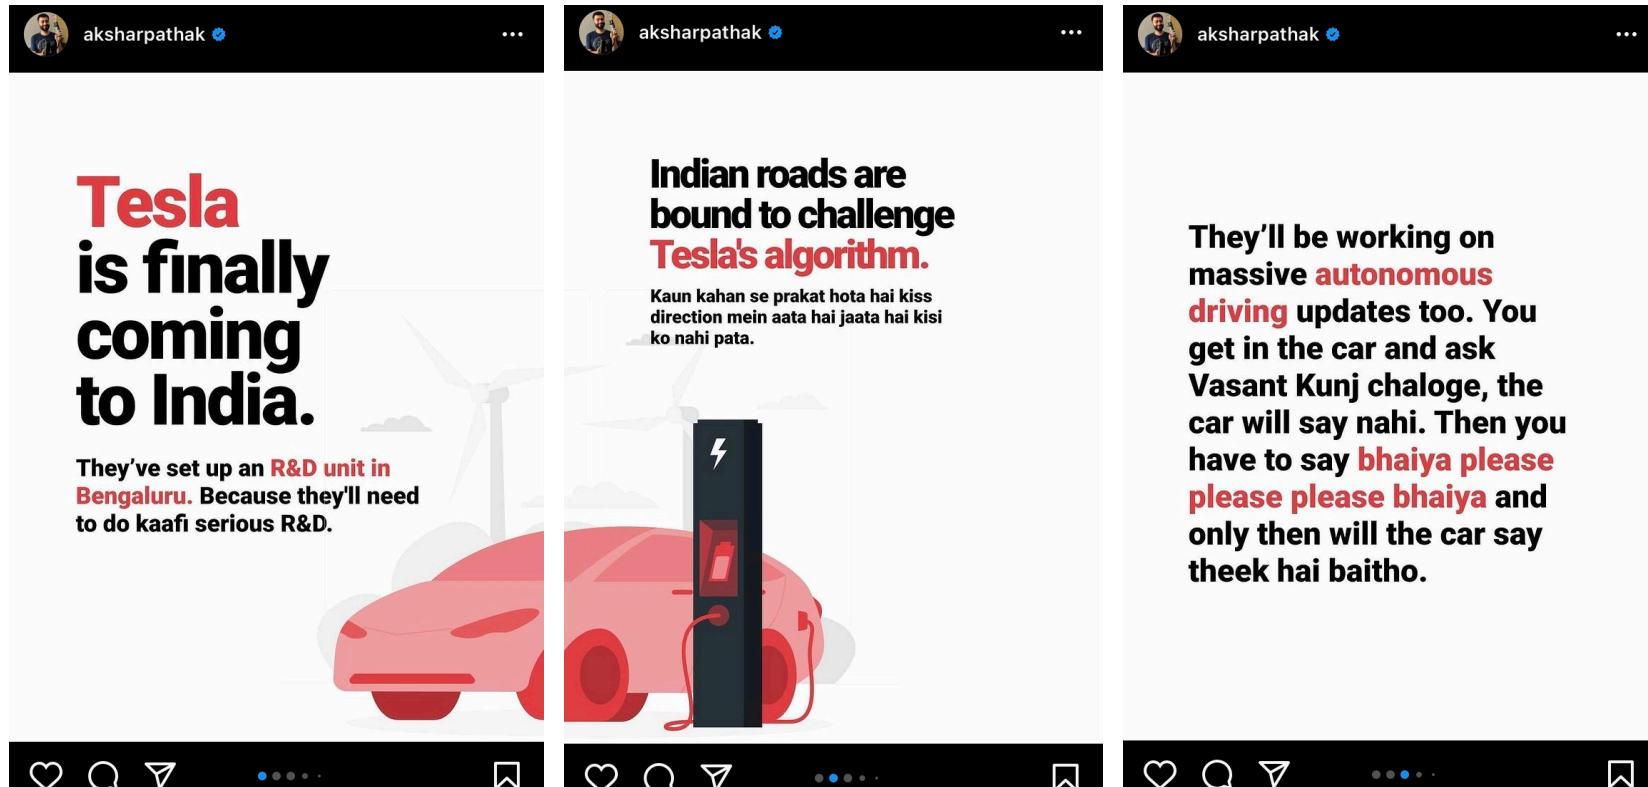 aksharpathak
Tesla
is finally
coming
to India.
They've set up an R&D unit in
Bengaluru. Because they'll need
to do kaafi serious R&D.
aksharpathak
Indian roads are
bound to challenge
Tesla's algorithm.
Kaun kahan se prakat hota hai kiss
direction mein aata hai jaata hai kisi
ko nahi pata.
aksharpathak
They'll be working on
massive autonomous
driving updates too. You
get in the car and ask
Vasant Kunj chaloge, the
car will say nahi. Then you
have to say bhaiya please
please please bhaiya and
only then will the car say
theek hai baitho.